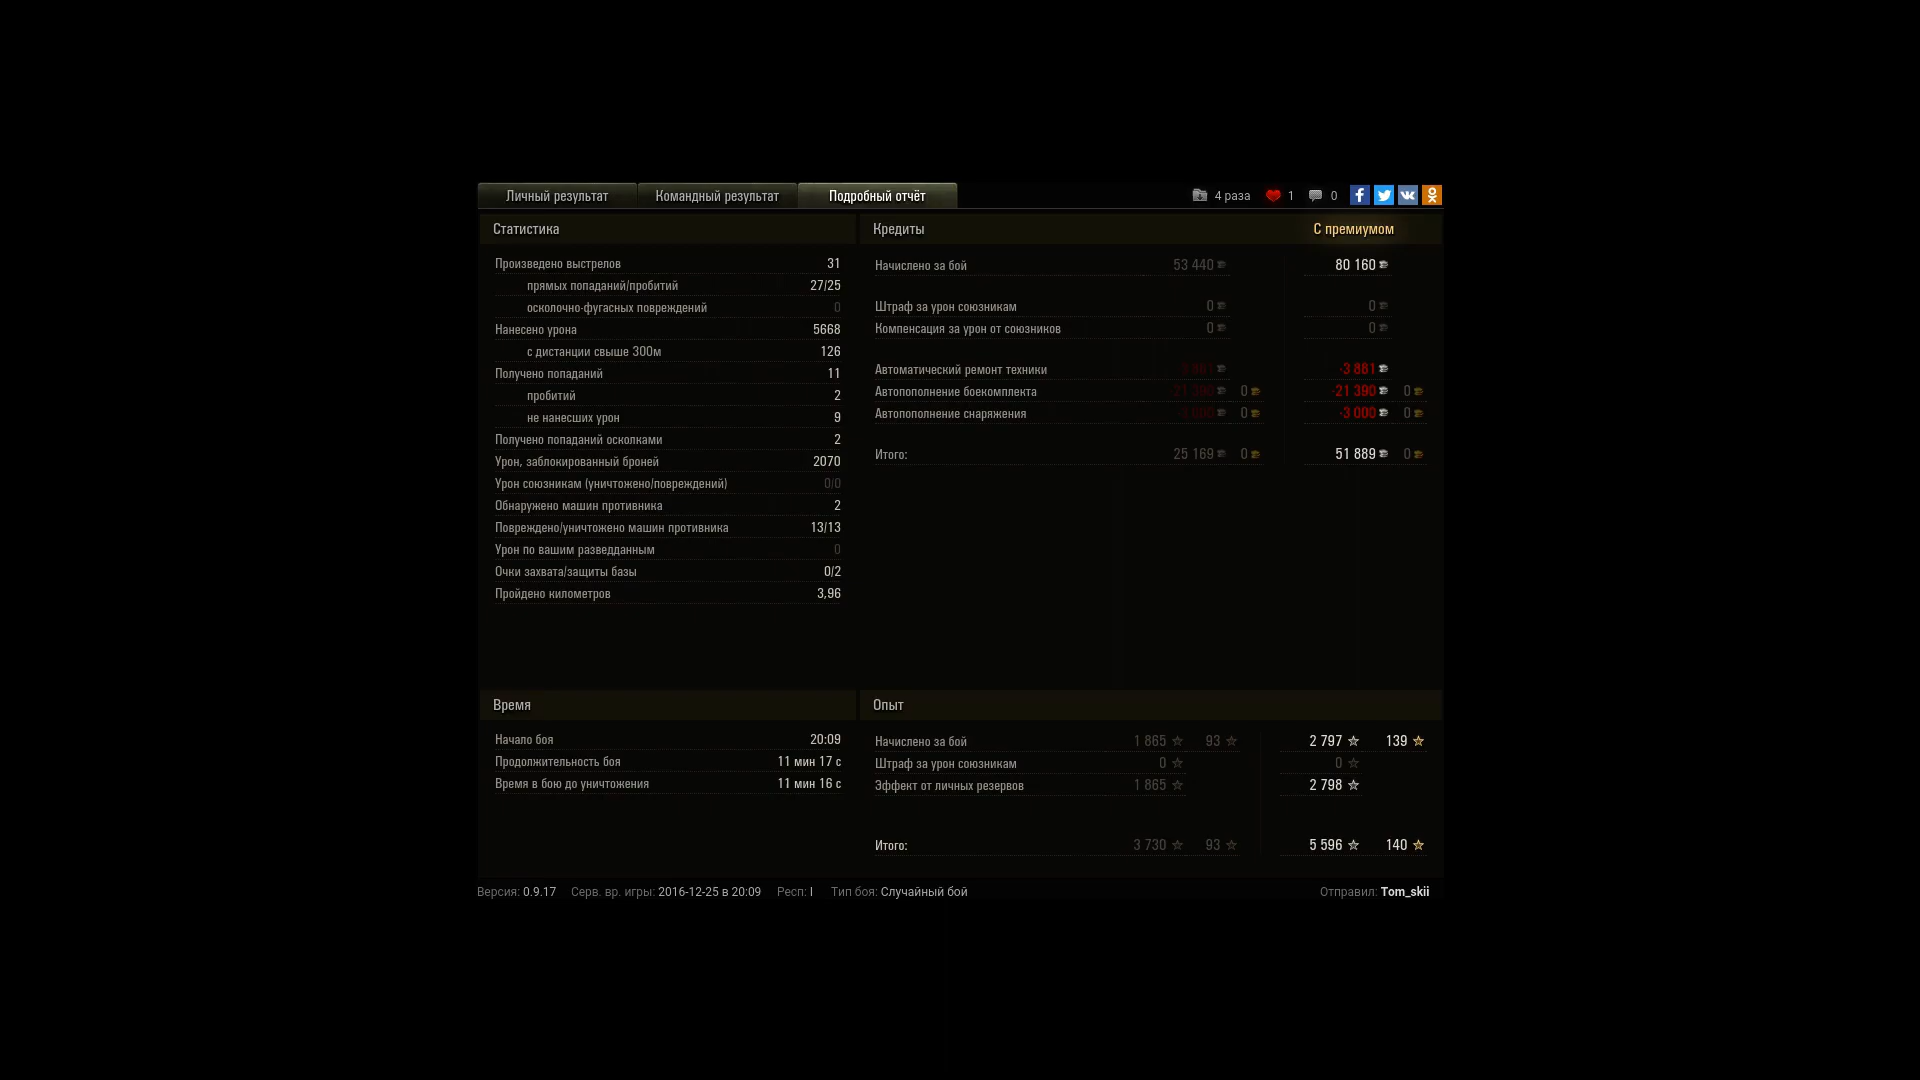 Личный результат Командный результат Подробный отчёт 4 раза 1 0
Статистика
Произведено выстрелов 31
прямых попаданий/пробитий 27/25
осколочно-фугасных повреждений 0
Нанесено урона 5668
с дистанции свыше 300м 126
Получено попаданий 11
пробитий 2
не нанесших урон 9
Получено попаданий осколками 2
Урон, заблокированный броней 2070
Урон союзникам (уничтожено/повреждений) 0/0
Обнаружено машин противника 2
Повреждено/уничтожено машин противника 13/13
Урон по вашим разведданным 0
Очки захвата/защиты базы 0/2
Пройдено километров 3,96
Кредиты С премиумом
Начислено за бой 53 440 80 160
Штраф за урон союзникам 0 0
Компенсация за урон от союзников 0 0
Автоматический ремонт техники -3 881 -3 881
Автопополнение боекомплекта -21 390 0 -21 390 0
Автопополнение снаряжения -3 000 0 -3 000 0
Итого: 25 169 0 51 889 0
Время
Начало боя 20:09
Продолжительность боя 11 мин 17 с
Время в бою до уничтожения 11 мин 16 с
Опыт
Начислено за бой 1 865 93 2 797 139
Штраф за урон союзникам 0 0
Эффект от личных резервов 1 865 2 798
Итого: 3 730 93 5 596 140
Версия: 0.9.17 Серв. вр. игры: 2016-12-25 в 20:09 Респ: I Тип боя: Случайный бой Отправил: Tom_skii